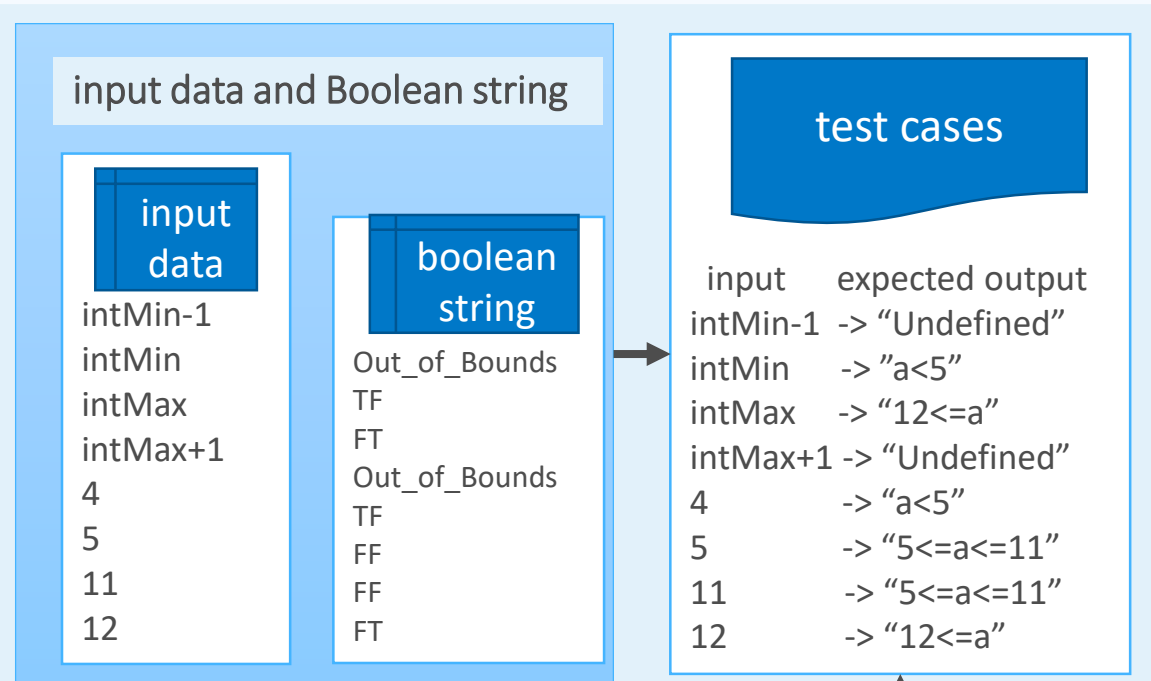 input data and Boolean string
input
data
intMin-1
intMin
intMax
intMax+1
4
5
11
12
boolean
string
Out_of_Bounds
TF
FT
Out_of_Bounds
TF
FF
FF
FT
test cases
input expected output
intMin-1 -> “Undefined”
intMin -> ”a<5”
intMax -> “12<=a”
intMax+1 -> “Undefined”
4 -> “a<5”
5 -> “5<=a<=11”
11 -> “5<=a<=11”
12 -> “12<=a”